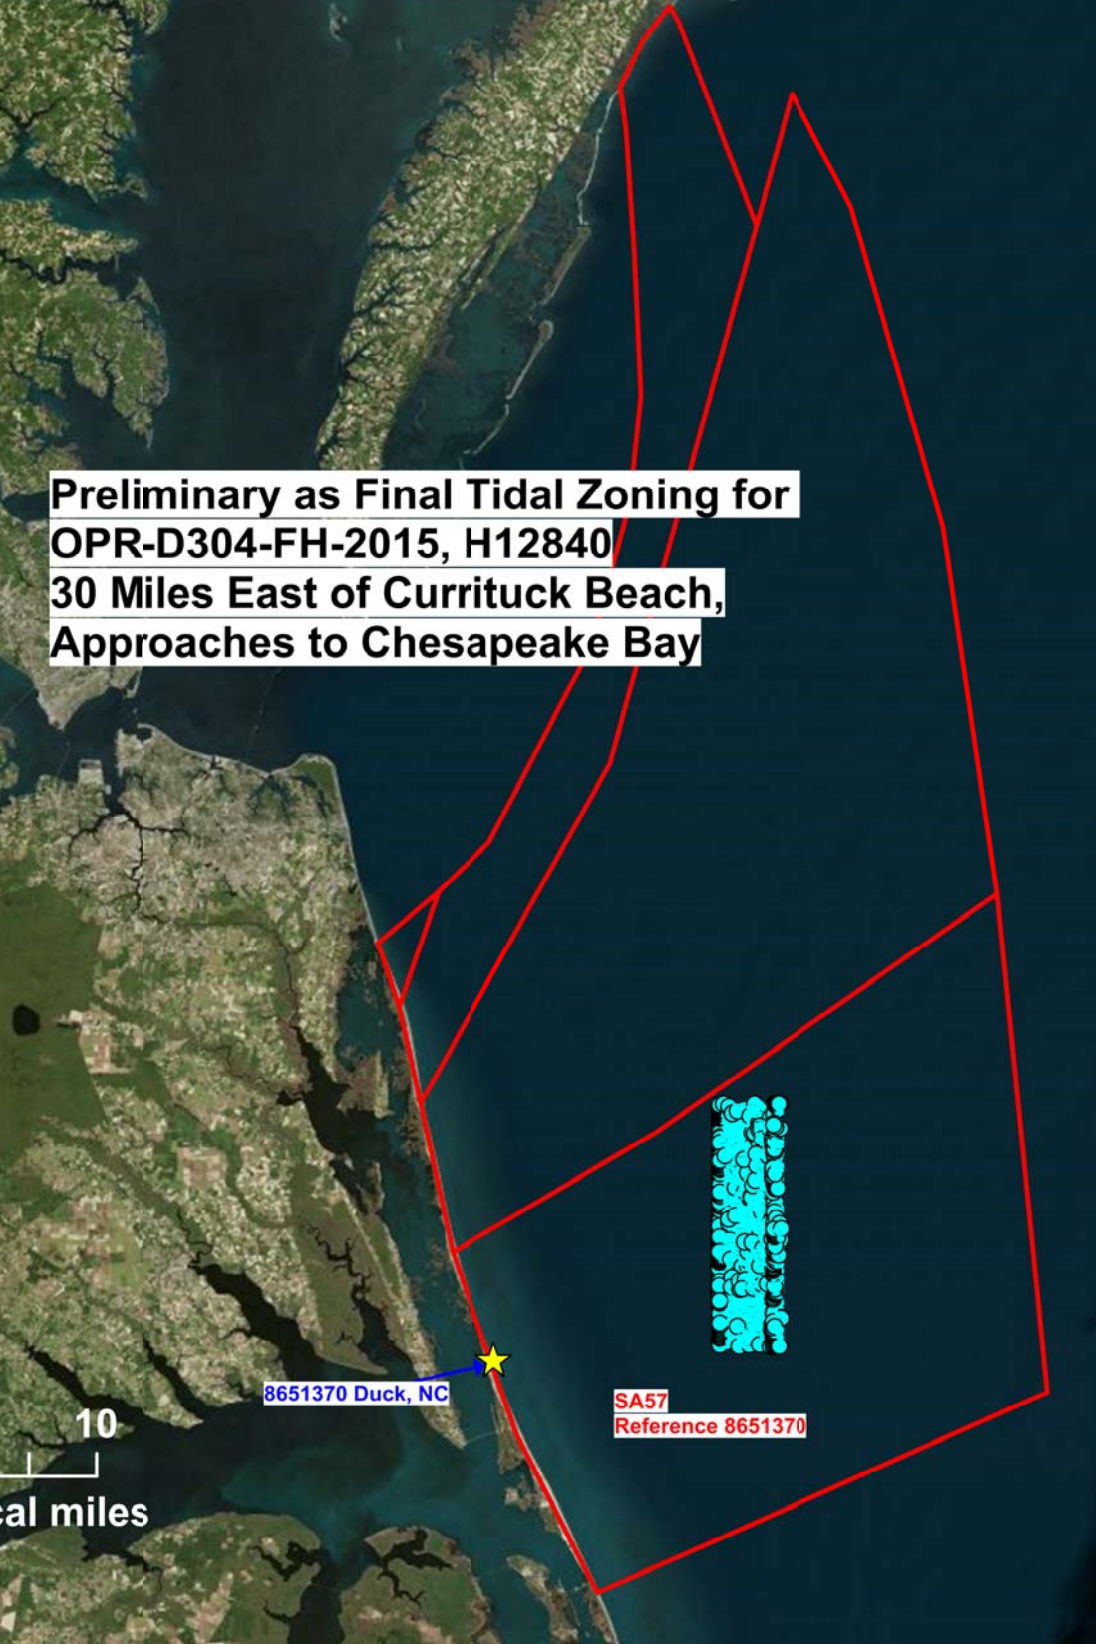 Preliminary as Final Tidal Zoning for
OPR-D304-FH-2015, H12840
30 Miles East of Currituck Beach,
Approaches to Chesapeake Bay
8651370 Duck, NC
SA57
Reference 8651370
10
cal miles